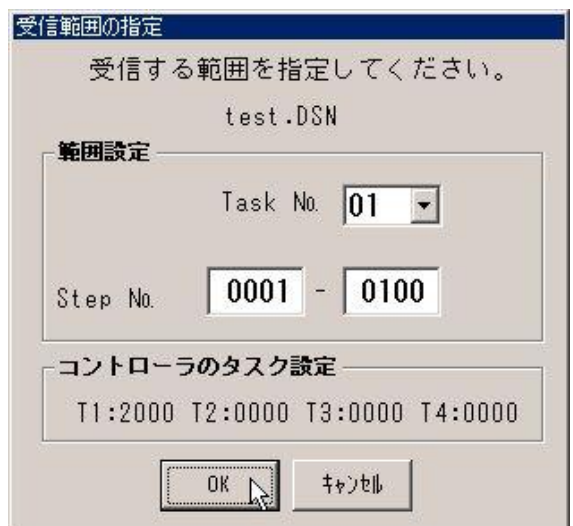 受信範囲の指定
受信する範囲を指定してください。
test.DSN
範囲設定
Task №. 01
Step №. 0001 - 0100
コントローラのタスク設定
T1:2000 T2:0000 T3:0000 T4:0000
OK ｷｬﾝｾﾙ